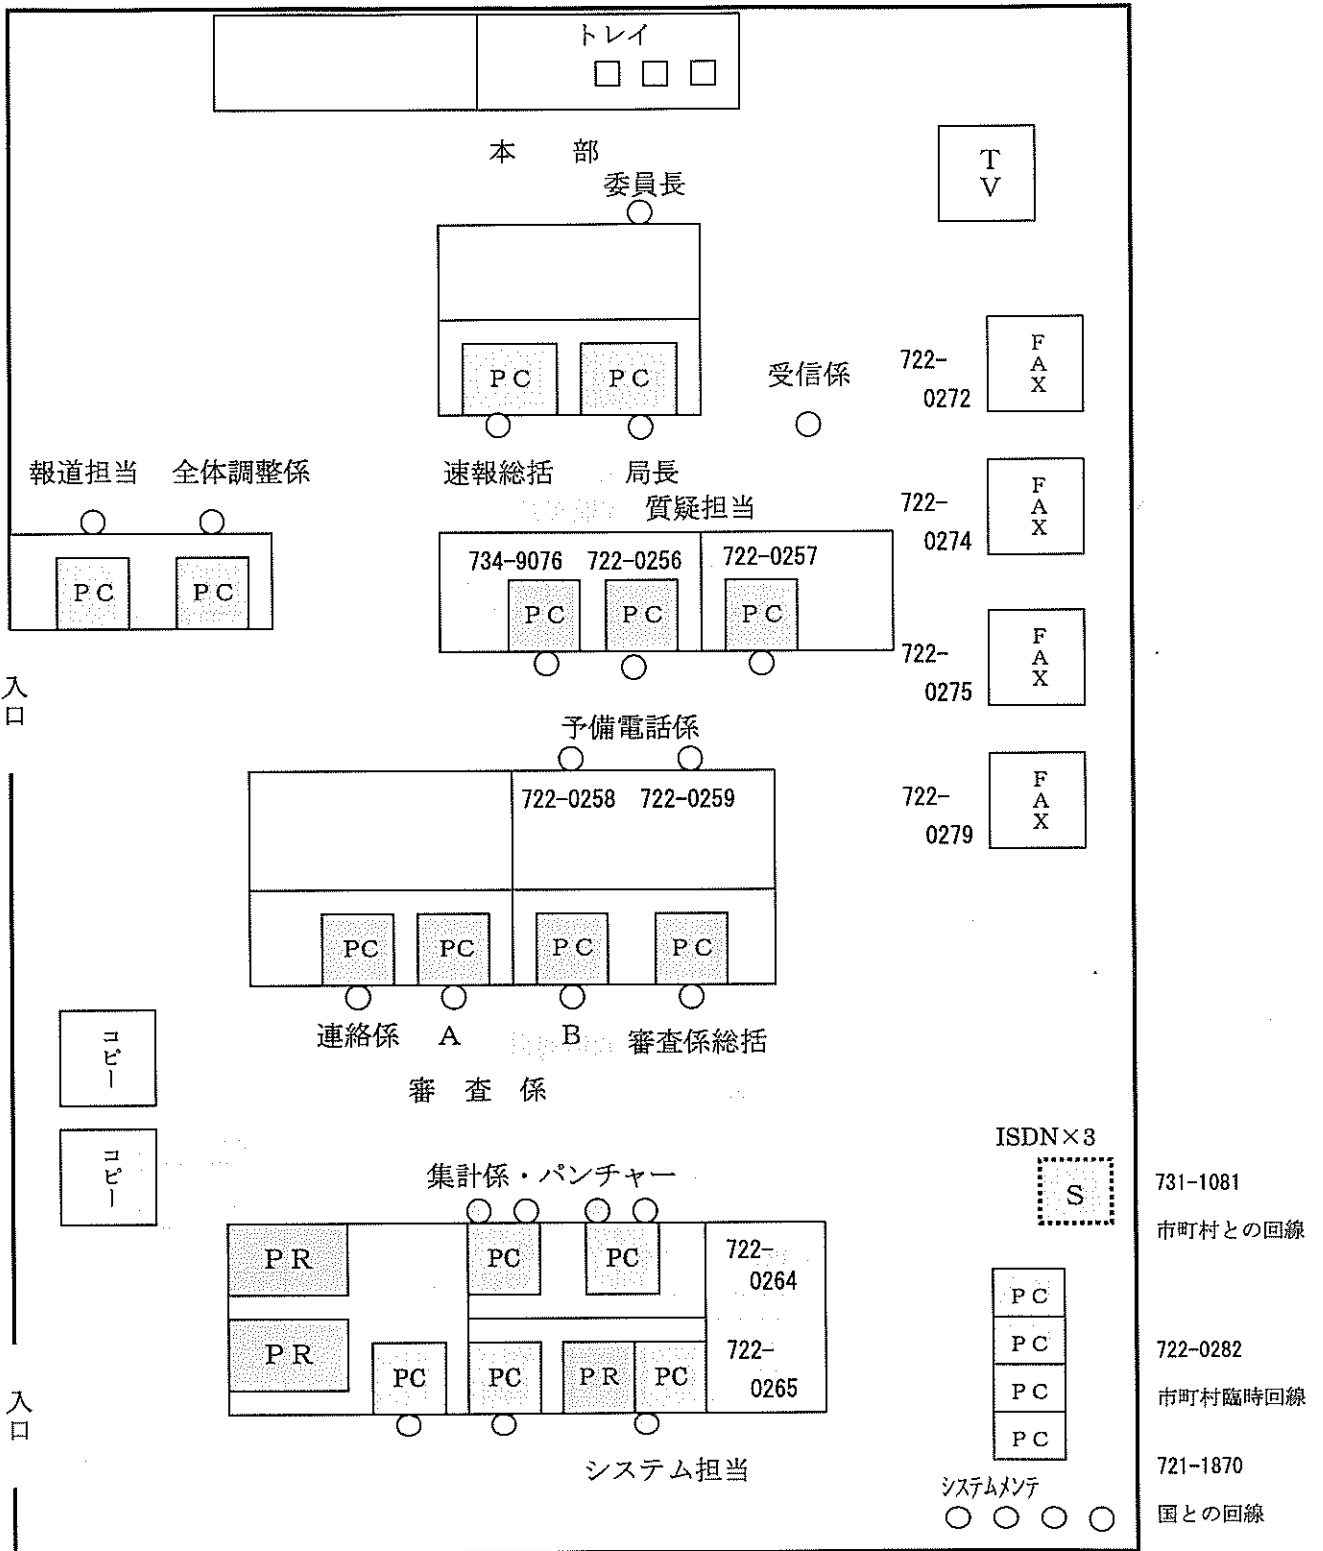 トレイ
本　部
委員長
TV
PC
PC
受信係
722-
0272
FAX
速報総括
局長
報道担当
全体調整係
質疑担当
722-
0274
FAX
734-9076
722-0256
722-0257
PC
PC
PC
PC
PC
722-
0275
FAX
入口
予備電話係
722-0258
722-0259
722-
0279
FAX
PC
PC
PC
PC
連絡係
A
B
審査係総括
審　査　係
コピー
コピー
ISDN×3
S
731-1081
市町村との回線
集計係・パンチャー
PR
PC
PC
722-
0264
PR
PC
PC
PR
PC
722-
0265
PC
PC
PC
PC
722-0282
市町村臨時回線
入口
システム担当
721-1870
国との回線
システムメンテ